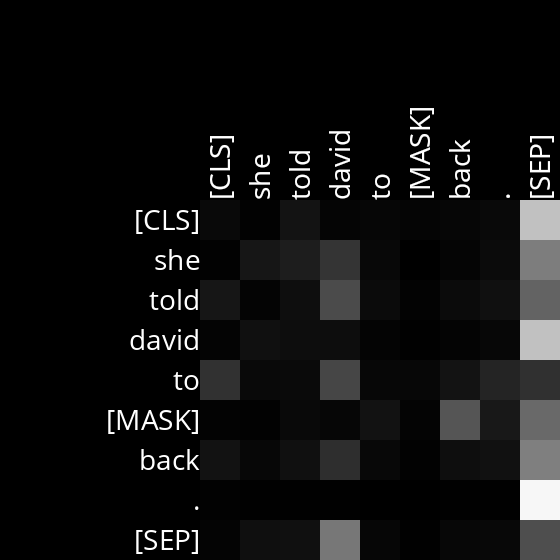 [CLS] she told david to [MASK] back . [SEP]
[CLS]
she
told
david
to
[MASK]
back
.
[SEP]